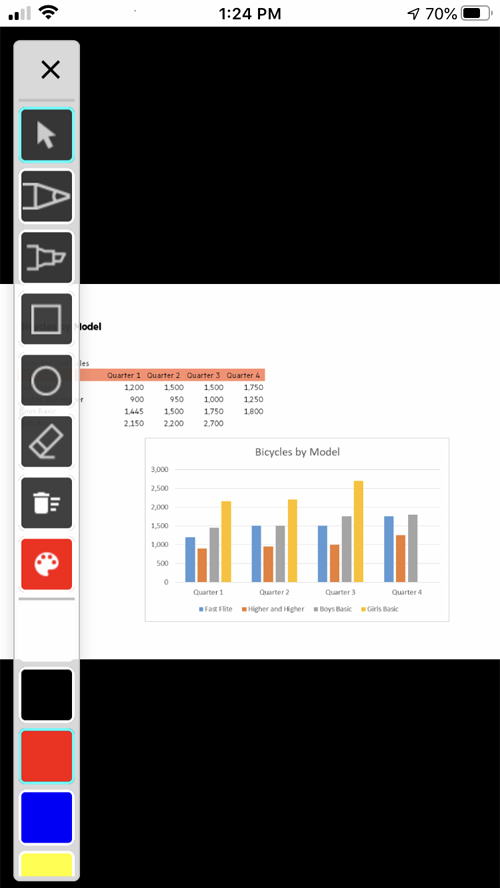 1:24 PM
70%
Model
les
Quarter 1 Quarter 2 Quarter 3 Quarter 4
1,200 1,500 1,500 1,750
900 950 1,000 1,250
1,445 1,500 1,750 1,800
2,150 2,200 2,700
Bicycles by Model
3,000
2,500
2,000
1,500
1,000
500
0
Quarter 1 Quarter 2 Quarter 3 Quarter 4
Fast Flite Higher and Higher Boys Basic Girls Basic